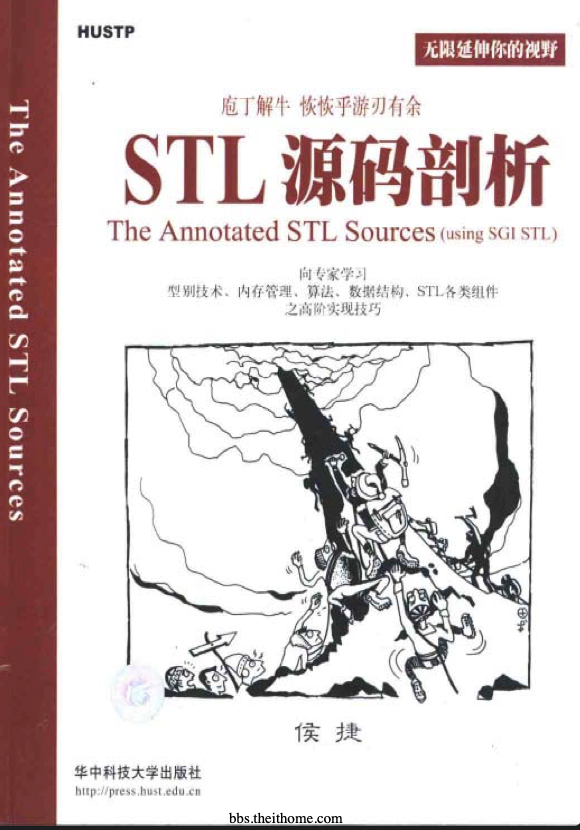 HUSTP
无限延伸你的视野
The Annotated STL Sources
庖丁解牛 恢恢乎游刃有余
STL 源码剖析
The Annotated STL Sources (using SGI STL)
向专家学习
型别技术、内存管理、算法、数据结构、STL各类组件
之高阶实现技巧
侯 捷
华中科技大学出版社
http://press.hust.edu.cn
bbs.theithome.com